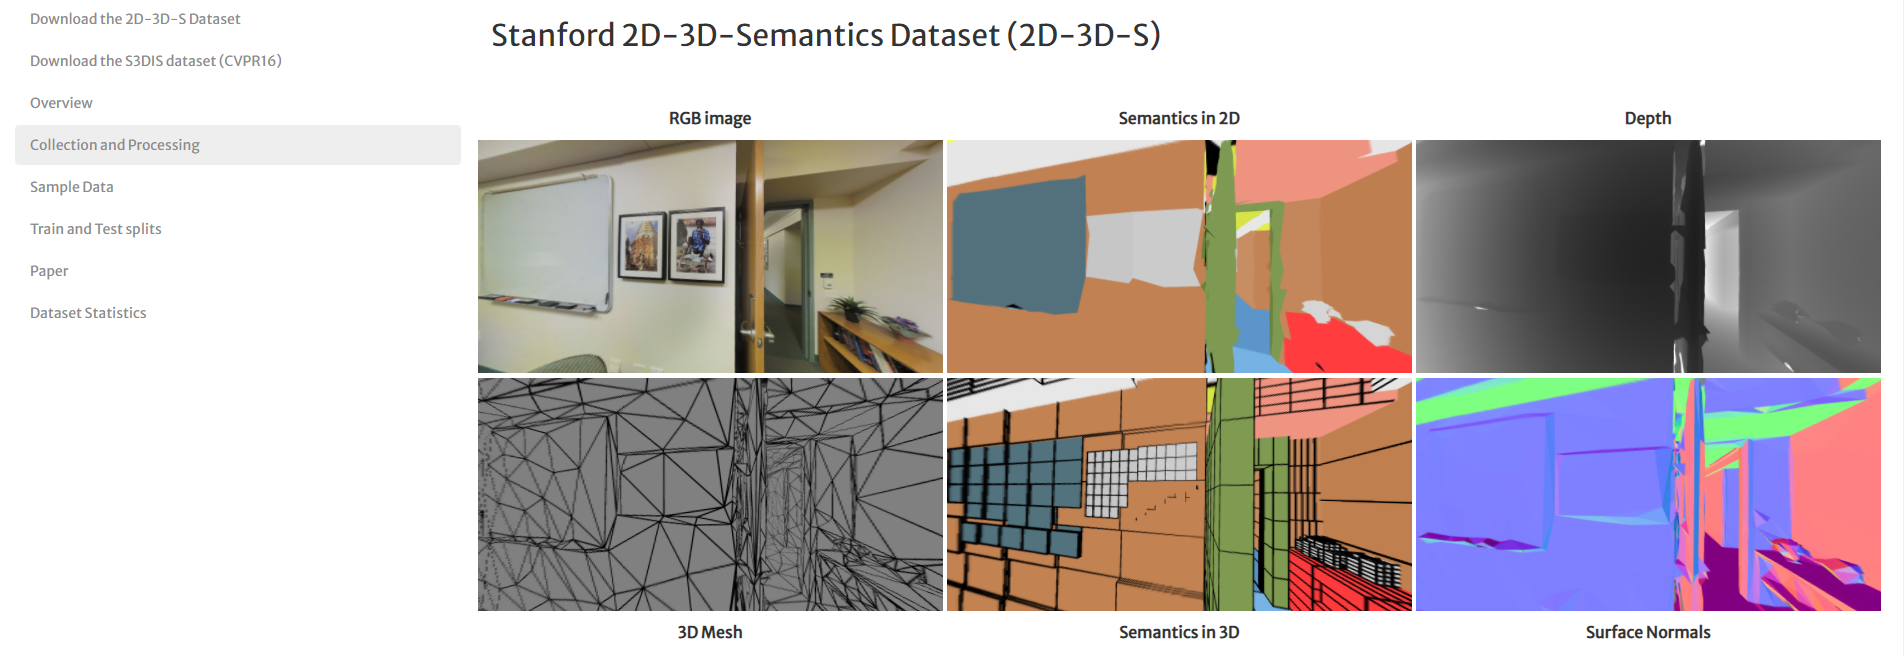 Download the 2D-3D-S Dataset
Download the S3DIS dataset (CVPR16)
Overview
Collection and Processing
Sample Data
Train and Test splits
Paper
Dataset Statistics
Stanford 2D-3D-Semantics Dataset (2D-3D-S)
RGB image
Semantics in 2D
Depth
3D Mesh
Semantics in 3D
Surface Normals